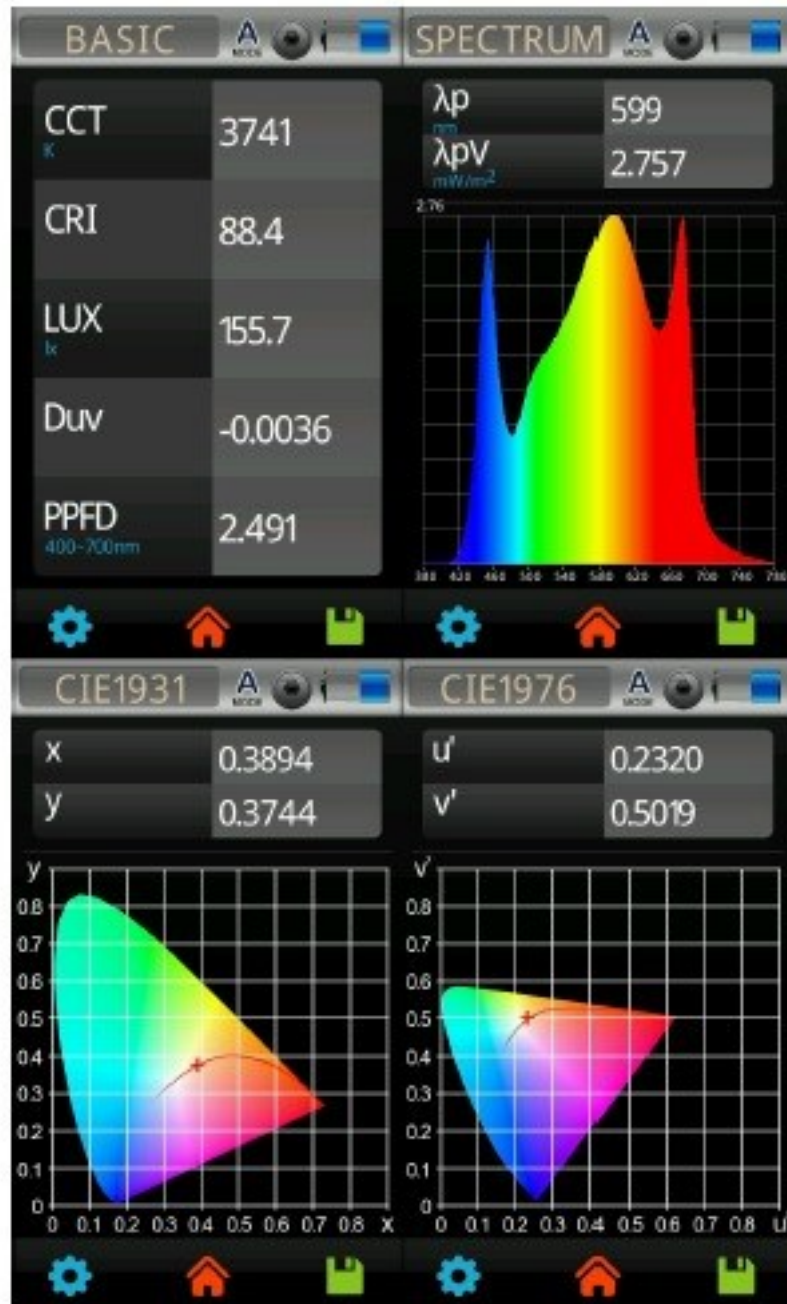 BASIC A MODE
CCT 3741
K
CRI 88.4
LUX 155.7
lx
Duv -0.0036
PPFD 2.491
400~700nm
SPECTRUM A MODE
λp 599
nm
λpV 2.757
mW/m²
2.76
380 420 460 500 540 580 620 660 700 740 780
CIE1931 A MODE
x 0.3894
y 0.3744
y
0.8
0.7
0.6
0.5
0.4
0.3
0.2
0.1
0
0 0.1 0.2 0.3 0.4 0.5 0.6 0.7 0.8 X
CIE1976 A MODE
u' 0.2320
v' 0.5019
v'
0.8
0.7
0.6
0.5
0.4
0.3
0.2
0.1
0
0 0.1 0.2 0.3 0.4 0.5 0.6 0.7 0.8 U'